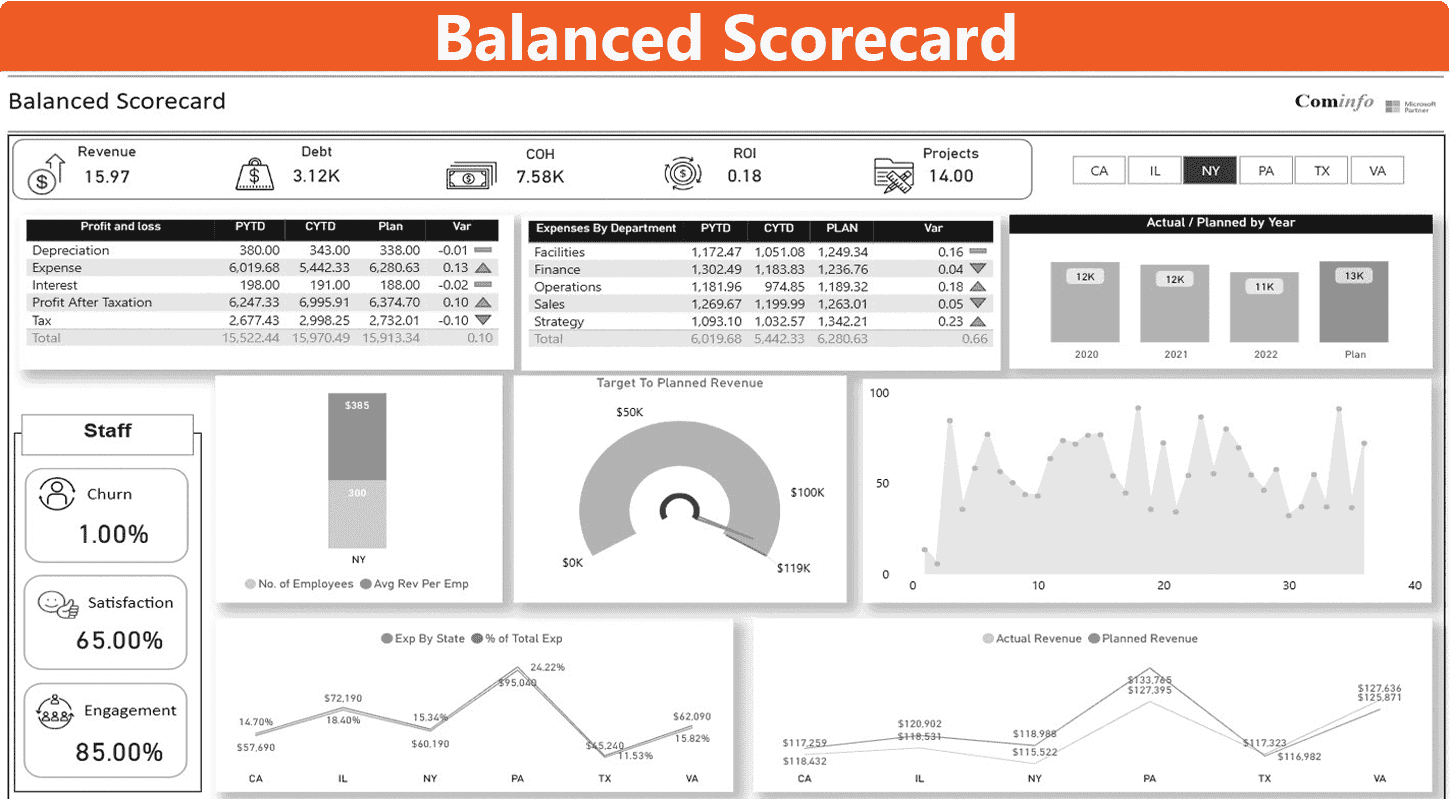 Balanced Scorecard
Balanced Scorecard
Cominfo
Microsoft
Partner
Revenue
15.97
Debt
3.12K
COH
7.58K
ROI
0.18
Projects
14.00
CA IL NY PA TX VA
Profit and loss PYTD CYTD Plan Var
Depreciation 380.00 343.00 338.00 -0.01
Expense 6,019.68 5,442.33 6,280.63 0.13
Interest 198.00 191.00 188.00 -0.02
Profit After Taxation 6,247.33 6,995.91 6,374.70 0.10
Tax 2,677.43 2,998.25 2,732.01 -0.10
Total 15,522.44 15,970.49 15,913.34 0.10
Expenses By Department PYTD CYTD PLAN Var
Facilities 1,172.47 1,051.08 1,249.34 0.16
Finance 1,302.49 1,183.83 1,236.76 0.04
Operations 1,181.96 974.85 1,189.32 0.18
Sales 1,269.67 1,199.99 1,263.01 0.05
Strategy 1,093.10 1,032.57 1,342.21 0.23
Total 6,019.68 5,442.33 6,280.63 0.66
Actual / Planned by Year
12K 12K 11K 13K
2020 2021 2022 Plan
Staff
Churn
1.00%
Satisfaction
65.00%
Engagement
85.00%
$385
300
NY
No. of Employees Avg Rev Per Emp
Target To Planned Revenue
$50K
$100K
$0K
$119K
100
50
0
0 10 20 30 40
Exp By State % of Total Exp
24.22%
$95,040
$72,190
18.40%
14.70%
$57,690
15.34%
$60,190
$45,240
11.53%
$62,090
15.82%
CA IL NY PA TX VA
Actual Revenue Planned Revenue
$133,765
$127,395
$127,636
$125,871
$120,902
$118,531
$118,988
$115,522
$117,259
$118,432
$117,323
$116,982
CA IL NY PA TX VA